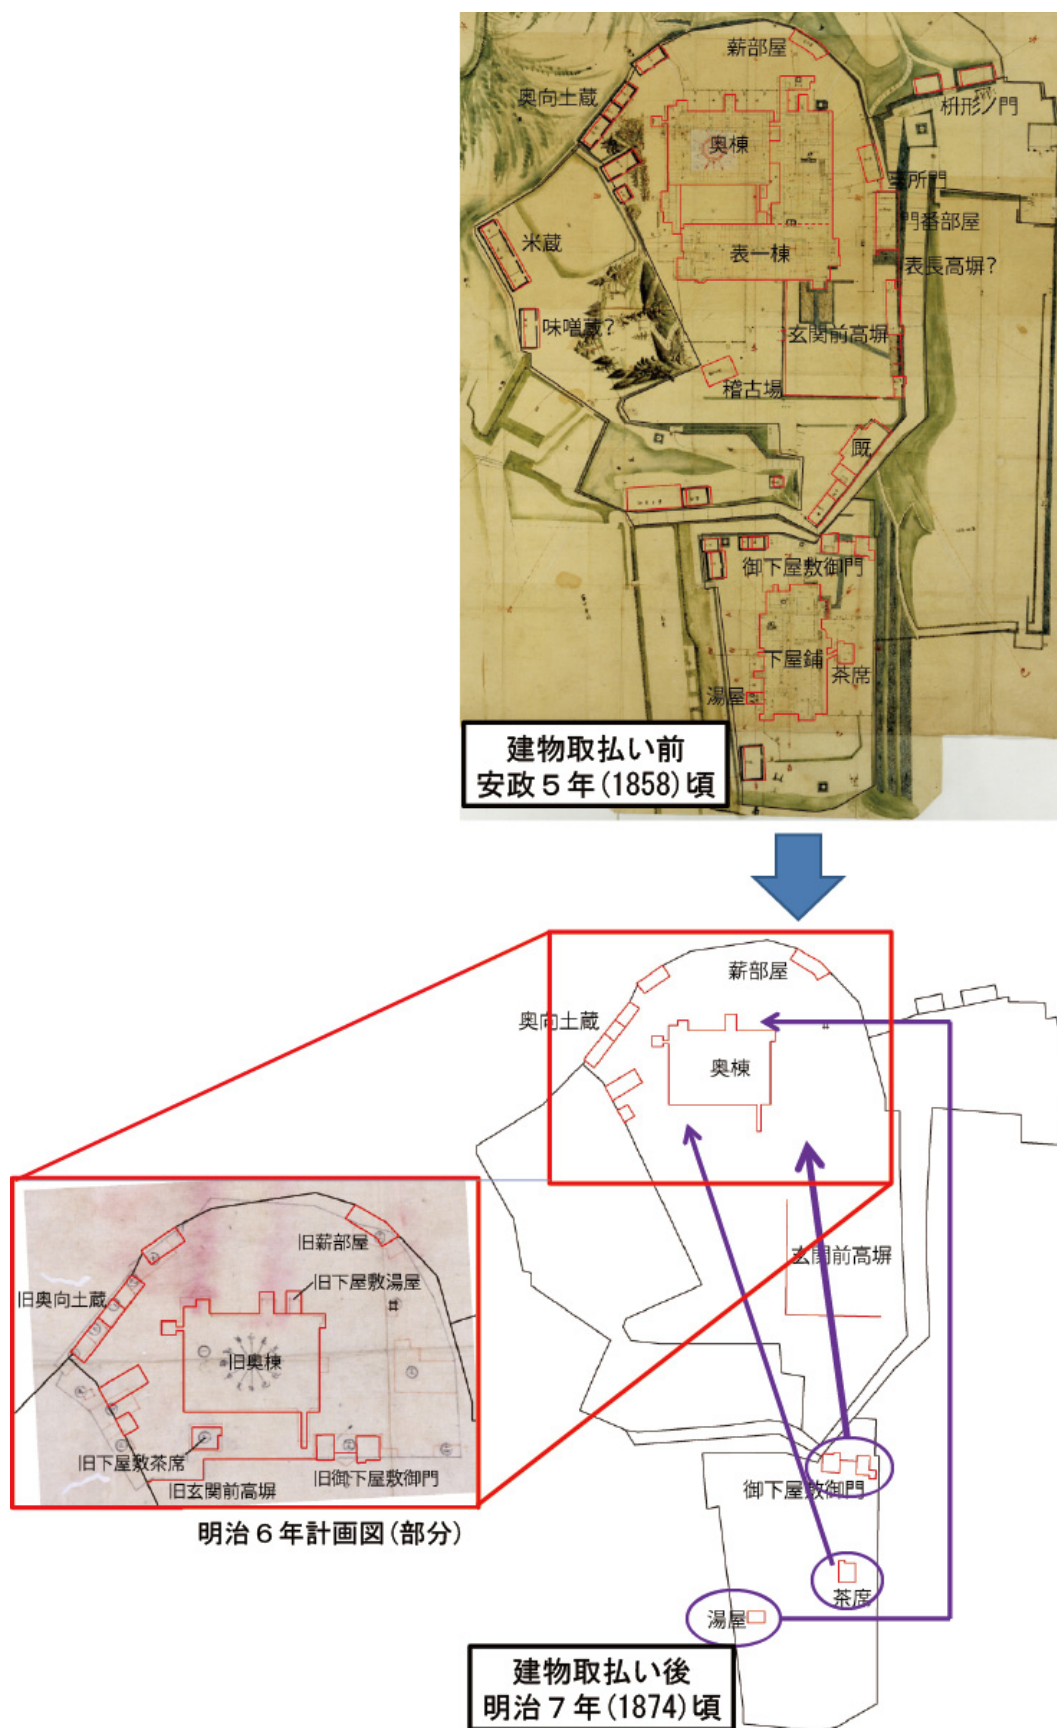 薪部屋
枡形ノ門
奥向土蔵
奥棟
台所門
門番部屋
米蔵
表一棟
表長高塀?
味噌蔵?
玄関前高塀
稽古場
厩
御下屋敷御門
下屋鋪
茶席
湯屋
建物取払い前
安政5年(1858)頃
薪部屋
奥向土蔵
奥棟
玄関前高塀
旧薪部屋
旧下屋敷湯屋
旧奥向土蔵
旧奥棟
旧下屋敷茶席
旧御下屋敷御門
旧玄関前高塀
明治6年計画図(部分)
御下屋敷御門
茶席
湯屋
建物取払い後
明治7年(1874)頃